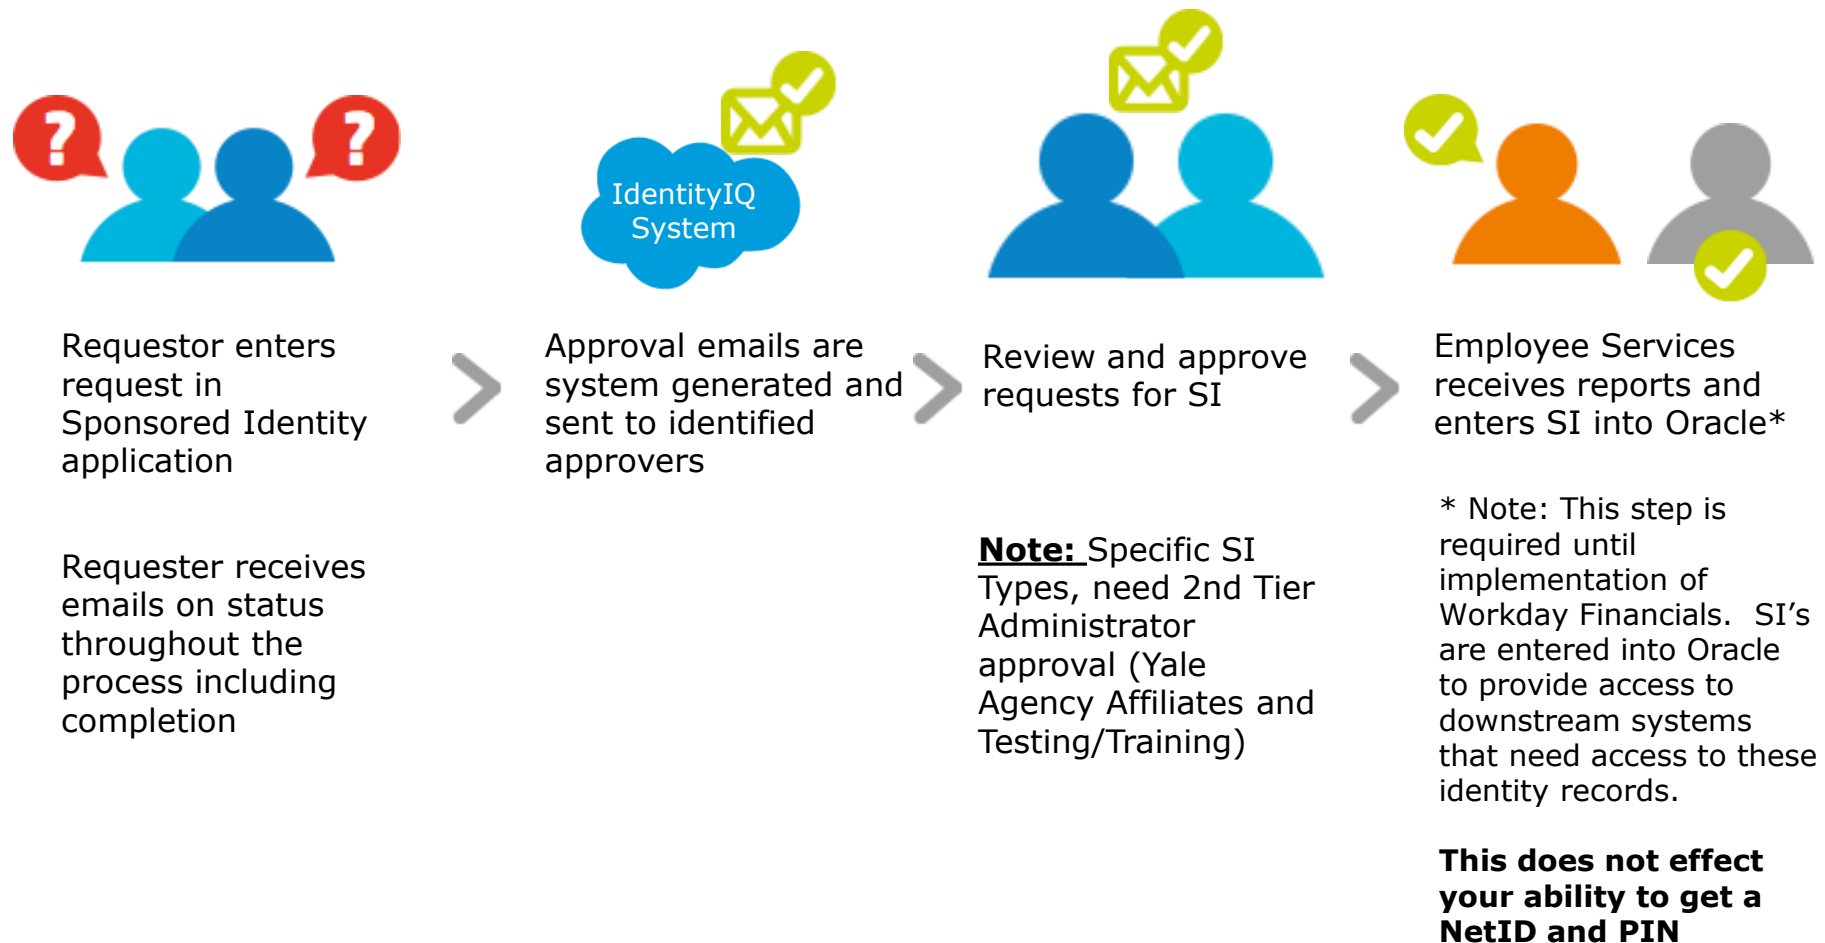 ?
?
IdentityIQ
System
Requestor enters
request in
Sponsored Identity
application
Requester receives
emails on status
throughout the
process including
completion
Approval emails are
system generated and
sent to identified
approvers
Review and approve
requests for SI
Note: Specific SI
Types, need 2nd Tier
Administrator
approval (Yale
Agency Affiliates and
Testing/Training)
Employee Services
receives reports and
enters SI into Oracle*
* Note: This step is
required until
implementation of
Workday Financials.  SI’s
are entered into Oracle
to provide access to
downstream systems
that need access to these
identity records.
This does not effect
your ability to get a
NetID and PIN